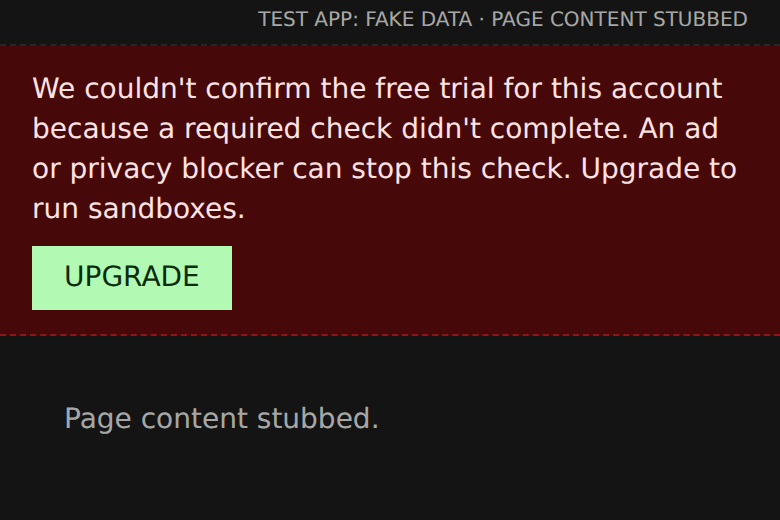 TEST APP: FAKE DATA · PAGE CONTENT STUBBED
We couldn't confirm the free trial for this account
because a required check didn't complete. An ad
or privacy blocker can stop this check. Upgrade to
run sandboxes.
UPGRADE
Page content stubbed.